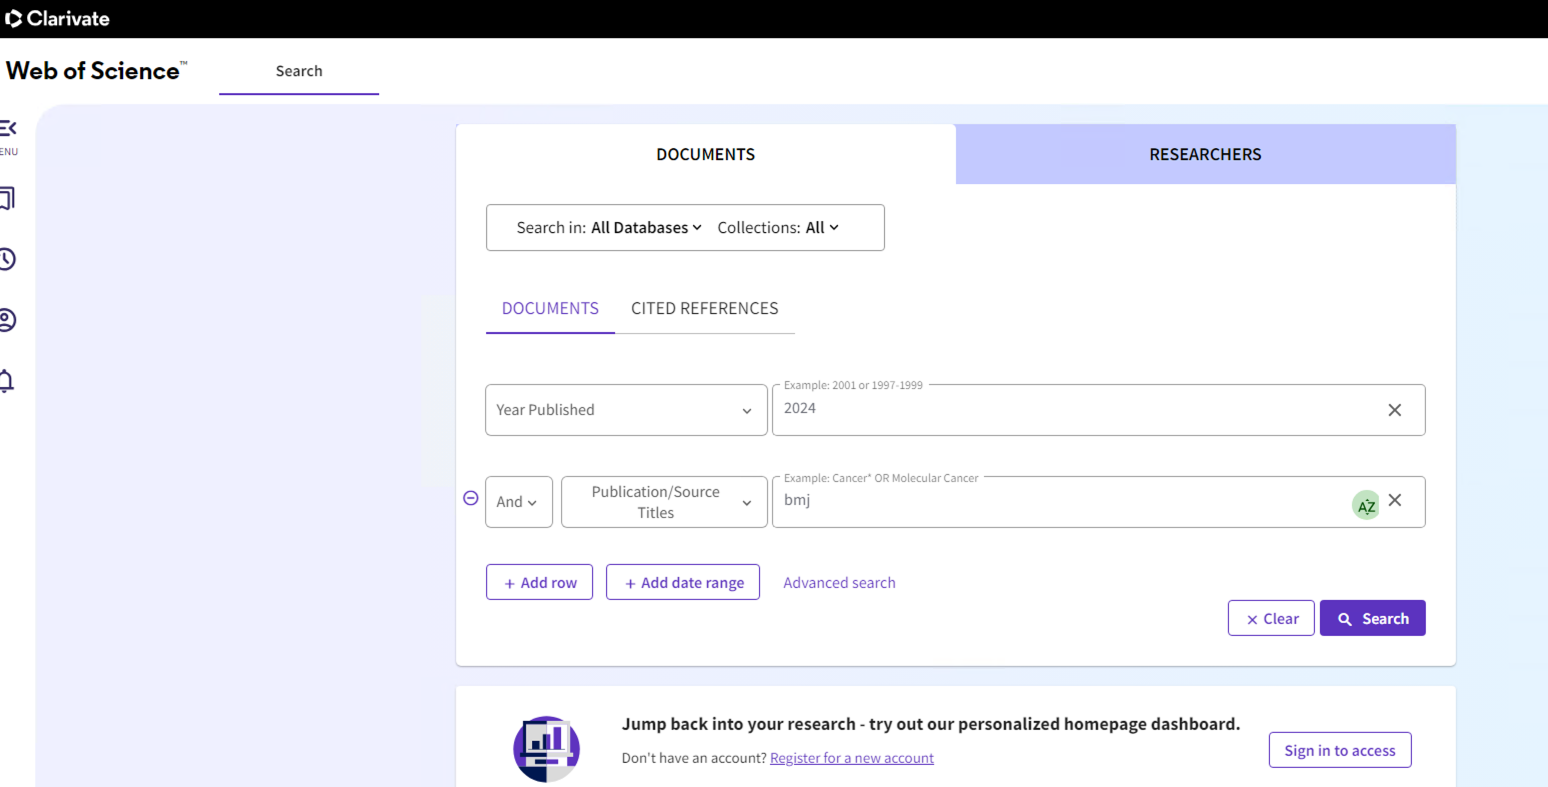 Clarivate
Web of Science™
Search
ENU
DOCUMENTS
RESEARCHERS
Search in: All Databases Collections: All
DOCUMENTS CITED REFERENCES
Year Published
Example: 2001 or 1997-1999
2024
And
Publication/Source
Titles
Example: Cancer* OR Molecular Cancer
bmj
AZ
+ Add row
+ Add date range
Advanced search
× Clear
Search
Jump back into your research - try out our personalized homepage dashboard.
Don't have an account? Register for a new account
Sign in to access